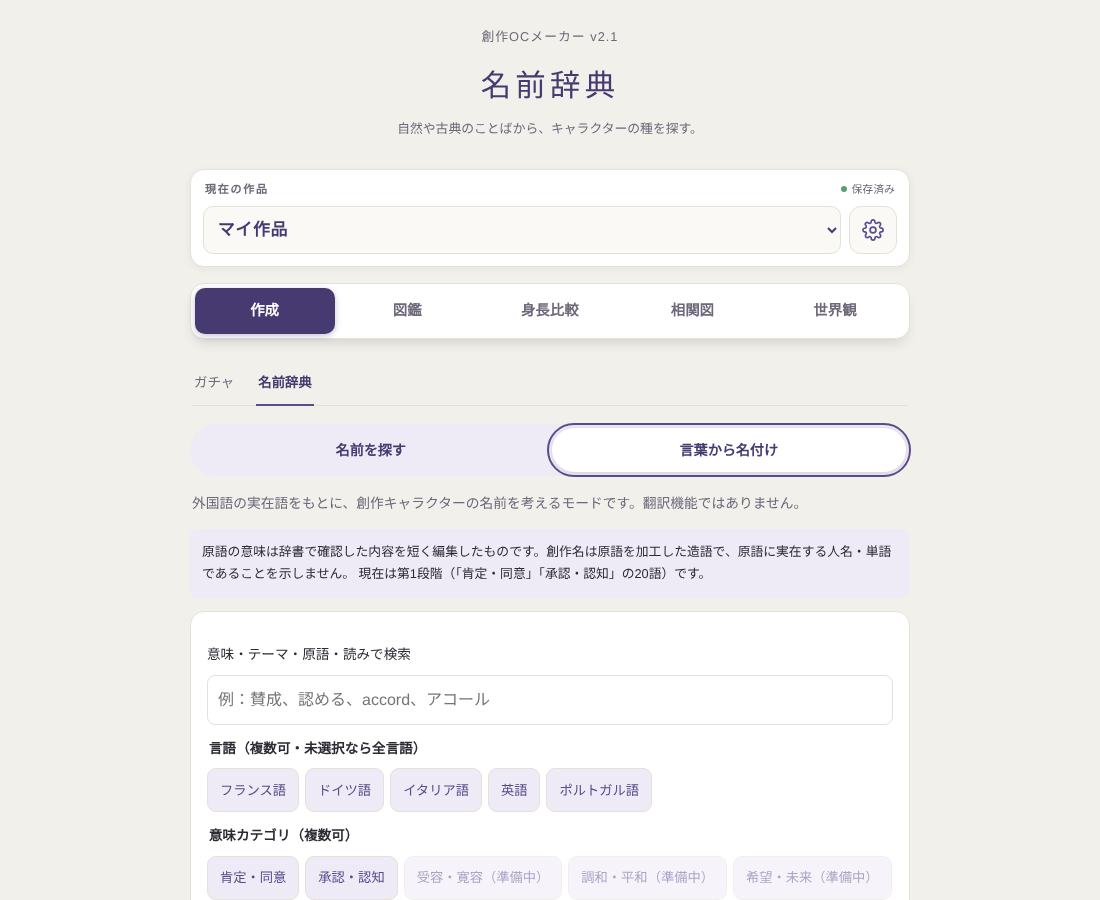 創作OCメーカー v2.1
名前辞典
自然や古典のことばから、キャラクターの種を探す。
現在の作品
保存済み
マイ作品
作成
図鑑
身長比較
相関図
世界観
ガチャ
名前辞典
名前を探す
言葉から名付け
外国語の実在語をもとに、創作キャラクターの名前を考えるモードです。翻訳機能ではありません。
原語の意味は辞書で確認した内容を短く編集したものです。創作名は原語を加工した造語で、原語に実在する人名・単語
であることを示しません。 現在は第1段階（「肯定・同意」「承認・認知」の20語）です。
意味・テーマ・原語・読みで検索
例：賛成、認める、accord、アコール
言語（複数可・未選択なら全言語）
フランス語
ドイツ語
イタリア語
英語
ポルトガル語
意味カテゴリ（複数可）
肯定・同意
承認・認知
受容・寛容（準備中）
調和・平和（準備中）
希望・未来（準備中）